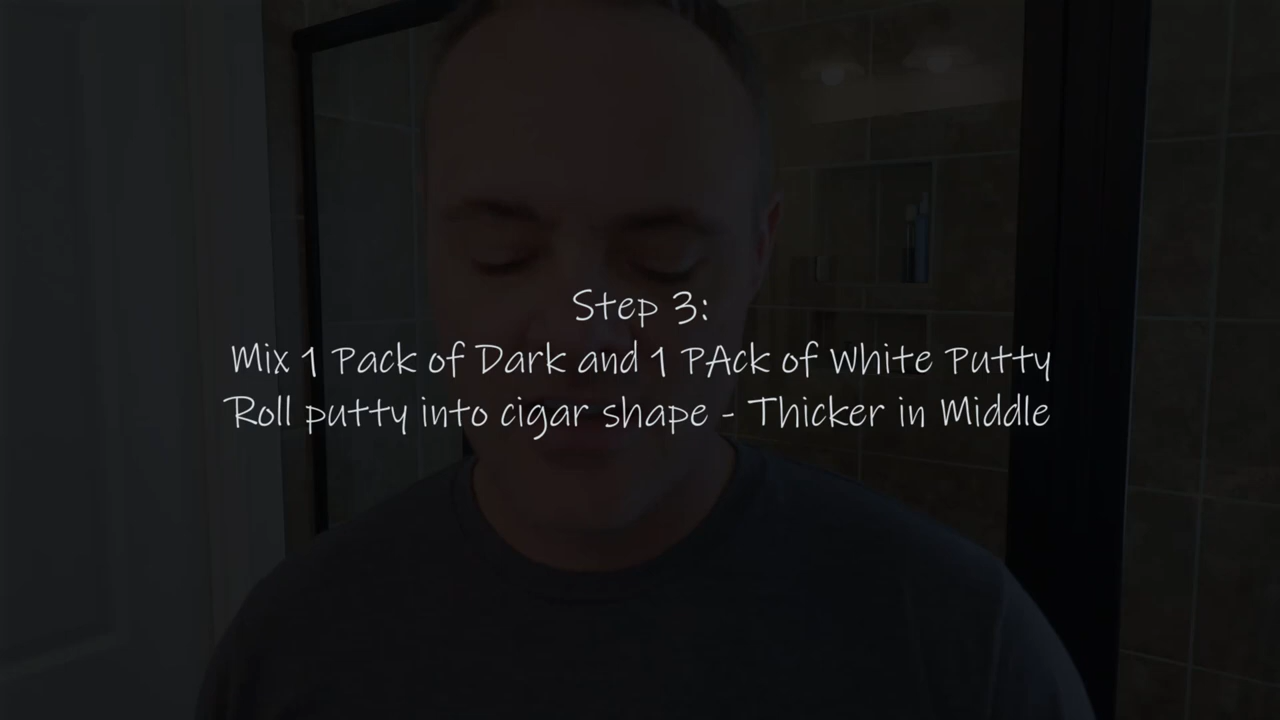 Step 3:
Mix 1 Pack of Dark and 1 PAck of White Putty
Roll putty into cigar shape - Thicker in Middle